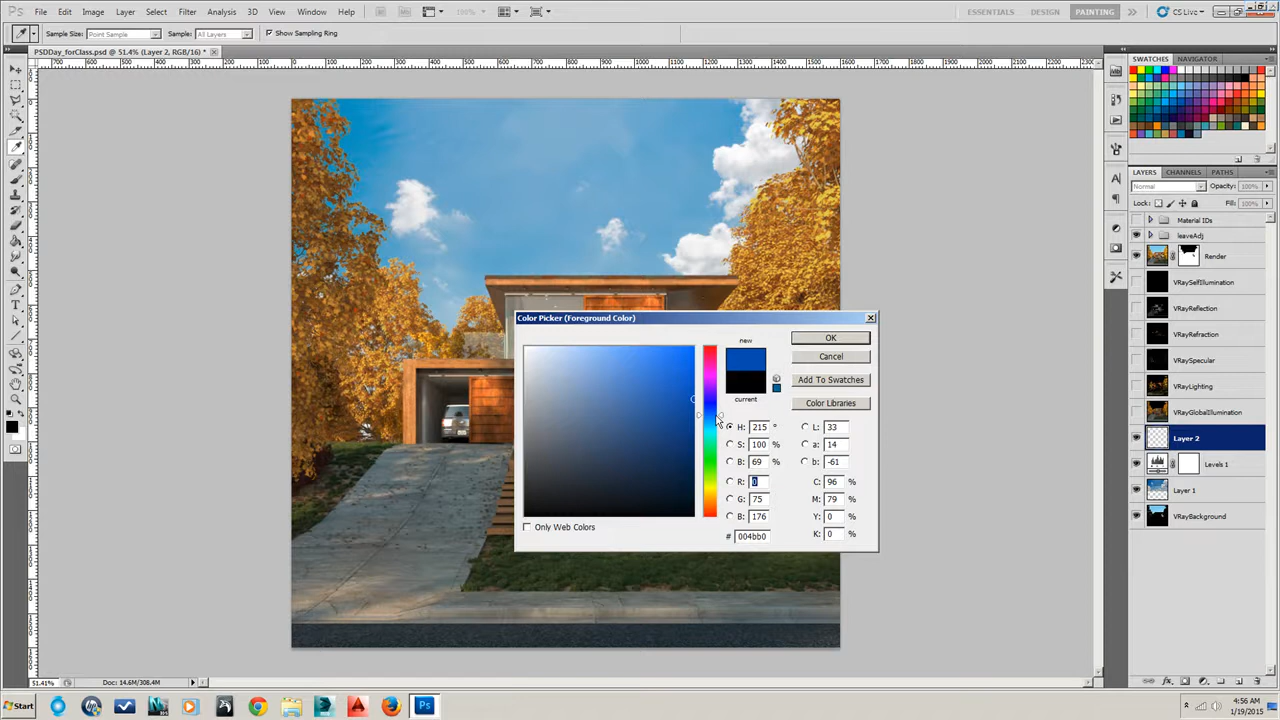 Ps File Edit Image Layer Select Filter Analysis 3D View Window Help 100% ESSENTIALS DESIGN PAINTING CS Live
Sample Size: Point Sample Sample: All Layers Show Sampling Ring
PSDDay_forClass.psd @ 51.4% (Layer 2, RGB/16) *
SWATCHES NAVIGATOR
LAYERS CHANNELS PATHS
Normal Opacity: 100%
Lock: Fill: 100%
Material IDs
leaveAdj
Render
VRaySelfIllumination
VRayReflection
VRayRefraction
VRaySpecular
VRayLighting
VRayGlobalIllumination
Layer 2
Levels 1
Layer 1
VRayBackground
Color Picker (Foreground Color)
new
current
OK
Cancel
Add To Swatches
Color Libraries
H: 215 ° L: 33
S: 100 % a: 14
B: 69 % b: -61
R: 0 C: 96 %
G: 75 M: 79 %
B: 176 Y: 0 %
# 004bb0 K: 0 %
Only Web Colors
51.41% Doc: 14.6M/308.4M
Start Ps 4:56 AM
1/19/2015